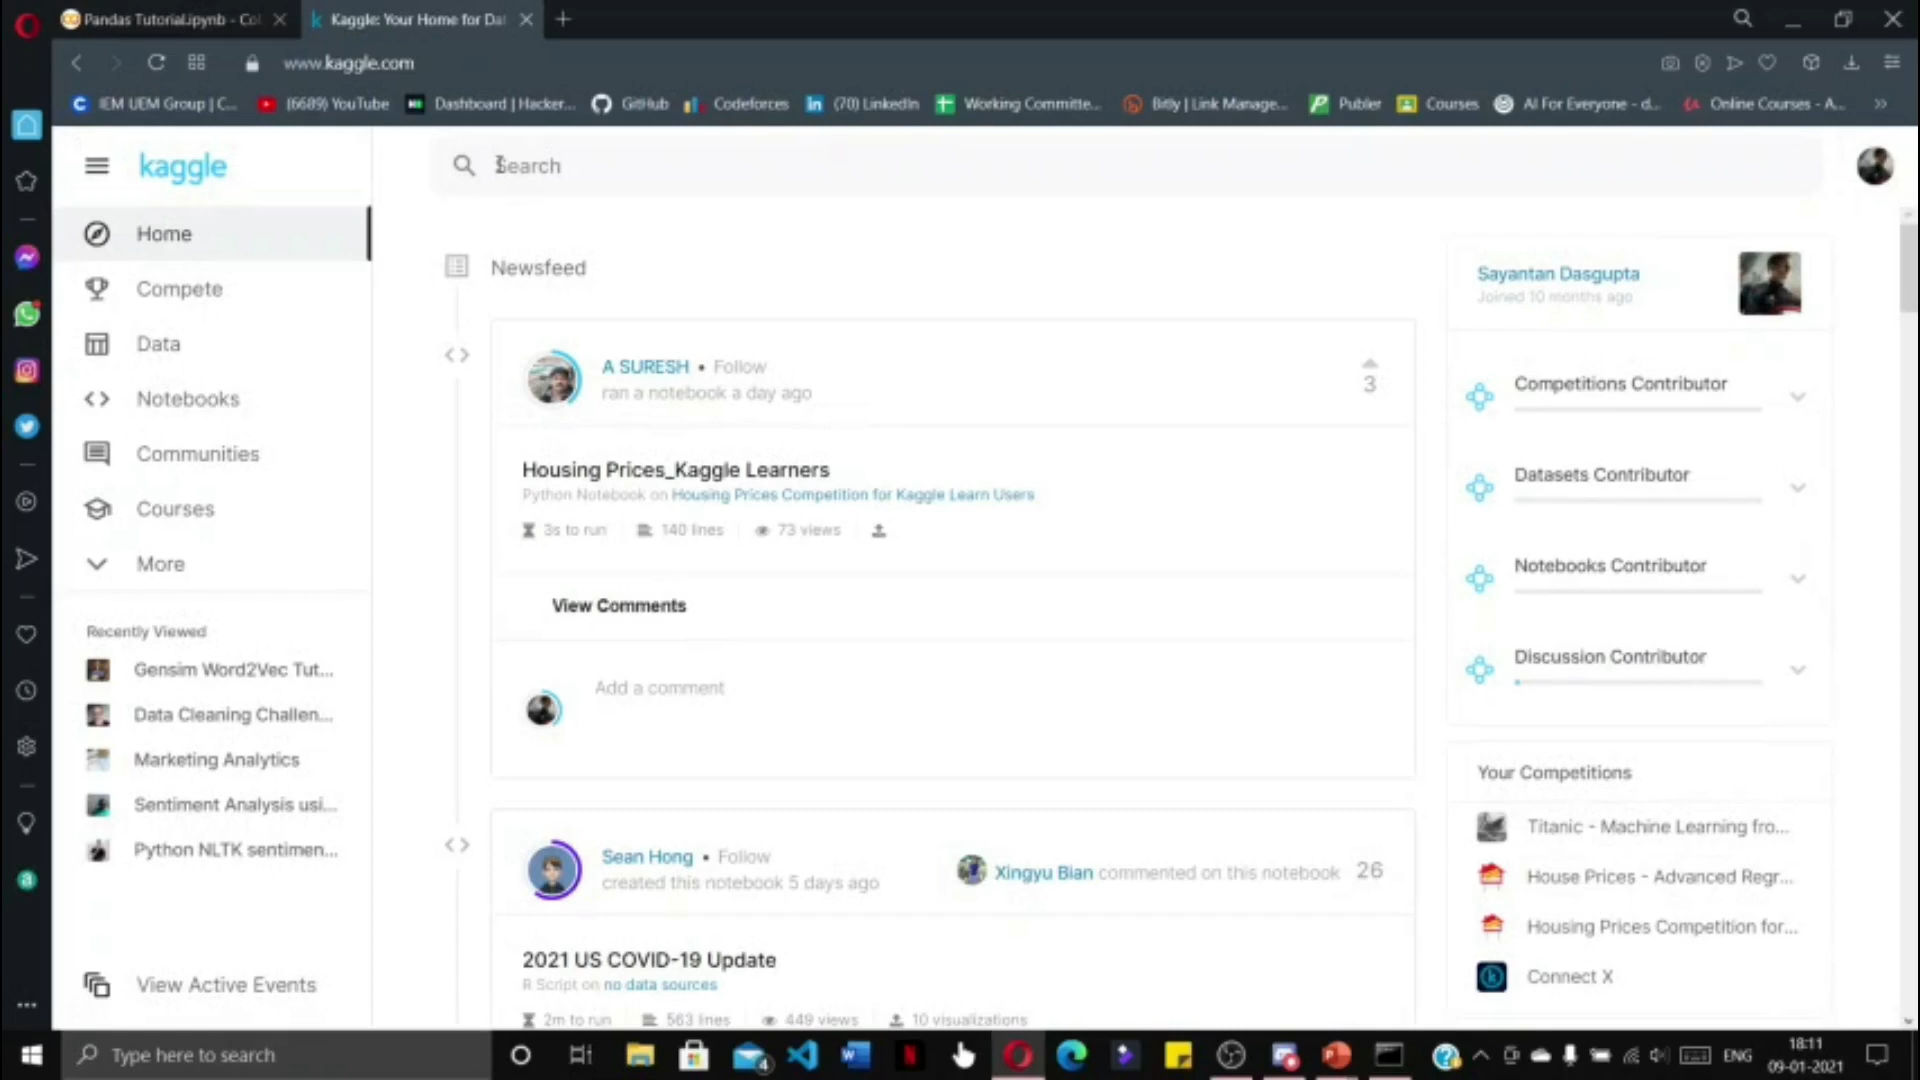 Pandas Tutorial.ipynb - Col
Kaggle: Your Home for Dat
www.kaggle.com
IEM UEM Group | C...
(6689) YouTube
Dashboard | Hacker...
GitHub
Codeforces
(70) LinkedIn
Working Committe...
Bitly | Link Manage...
Publer
Courses
AI For Everyone - d...
Online Courses - A...
kaggle
Search
Home
Compete
Data
Notebooks
Communities
Courses
More
Recently Viewed
Gensim Word2Vec Tut...
Data Cleaning Challen...
Marketing Analytics
Sentiment Analysis usi...
Python NLTK sentimen...
View Active Events
Newsfeed
A SURESH • Follow
ran a notebook a day ago
3
Housing Prices_Kaggle Learners
Python Notebook on Housing Prices Competition for Kaggle Learn Users
3s to run 140 lines 73 views
View Comments
Add a comment
Sean Hong • Follow
created this notebook 5 days ago
Xingyu Bian commented on this notebook 26
2021 US COVID-19 Update
R Script on no data sources
2m to run 563 lines 449 views 10 visualizations
Sayantan Dasgupta
Joined 10 months ago
Competitions Contributor
Datasets Contributor
Notebooks Contributor
Discussion Contributor
Your Competitions
Titanic - Machine Learning fro...
House Prices - Advanced Regr...
Housing Prices Competition for...
Connect X
Type here to search
4
ENG
18:11
09-01-2021